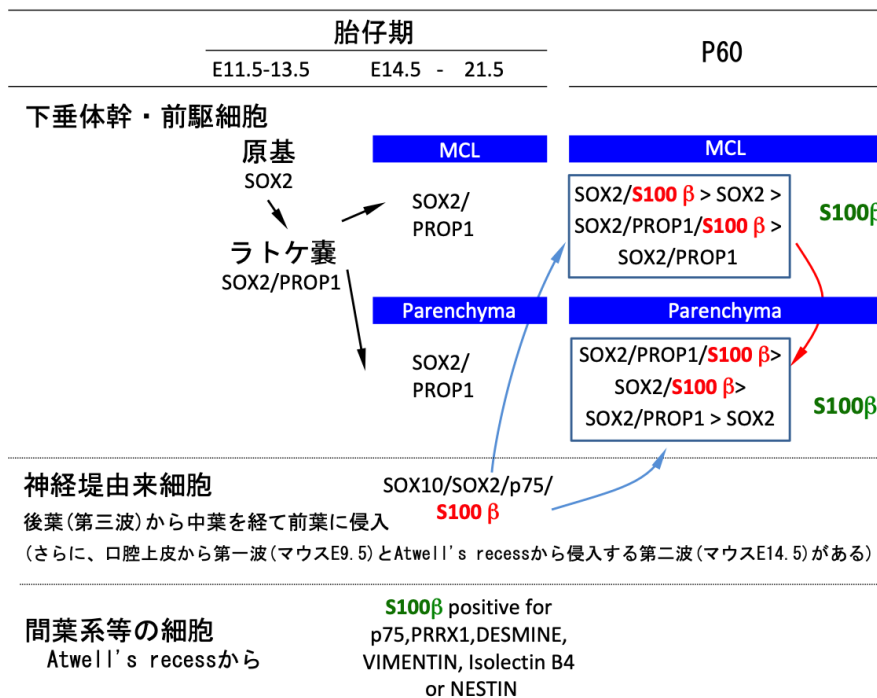 胎仔期
P60
E11.5-13.5 E14.5 - 21.5
下垂体幹・前駆細胞
原基
SOX2
ラトケ嚢
SOX2/PROP1
MCL
SOX2/
PROP1
Parenchyma
SOX2/
PROP1
MCL
SOX2/S100 β > SOX2 >
SOX2/PROP1/S100 β >
SOX2/PROP1
S100β
Parenchyma
SOX2/PROP1/S100 β>
SOX2/S100 β>
SOX2/PROP1 > SOX2
S100β
神経堤由来細胞
SOX10/SOX2/p75/
S100 β
後葉(第三波)から中葉を経て前葉に侵入
(さらに、口腔上皮から第一波(マウスE9.5)とAtwell's recessから侵入する第二波(マウスE14.5)がある)
間葉系等の細胞
Atwell's recessから
S100β positive for
p75,PRRX1,DESMINE,
VIMENTIN, Isolectin B4
or NESTIN